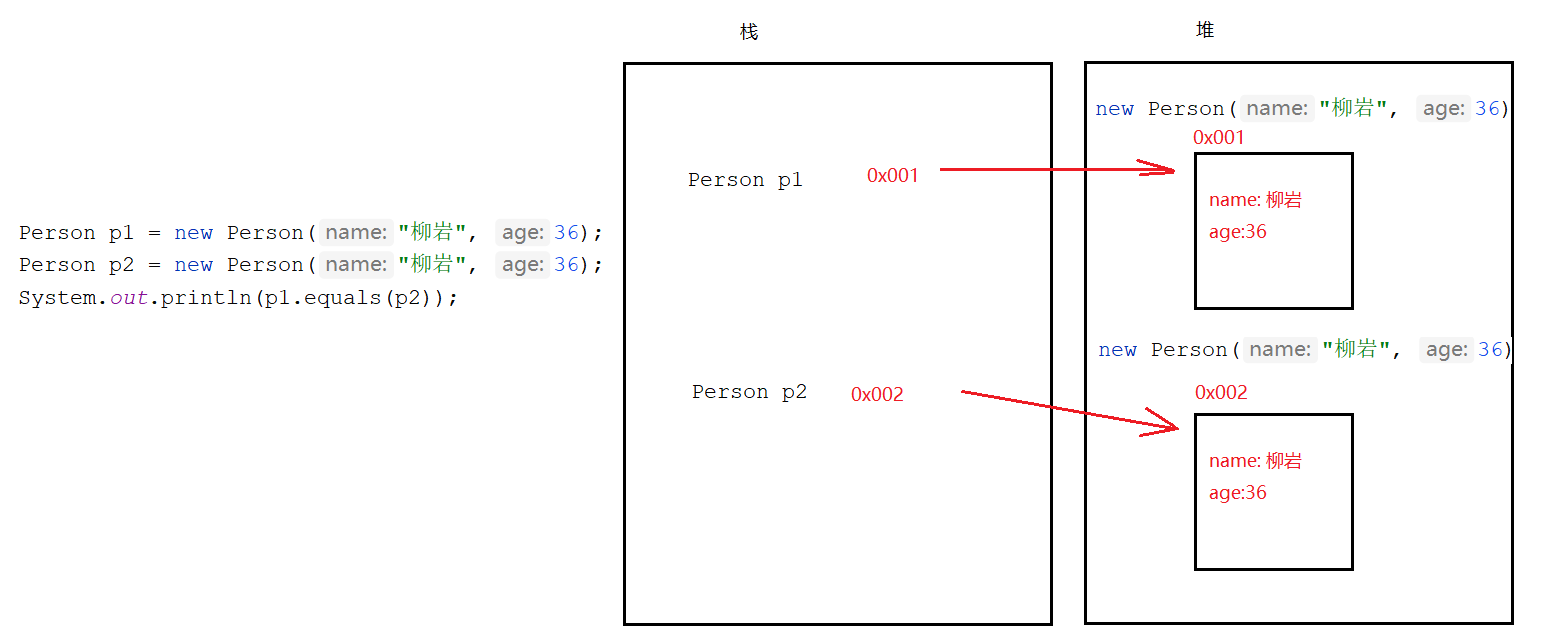 栈
堆
new Person( name: "柳岩", age: 36)
0x001
Person p1 0x001
name: 柳岩
age:36
Person p1 = new Person( name: "柳岩", age: 36);
Person p2 = new Person( name: "柳岩", age: 36);
System.out.println(p1.equals(p2));
new Person( name: "柳岩", age: 36)
Person p2 0x002
0x002
name: 柳岩
age:36